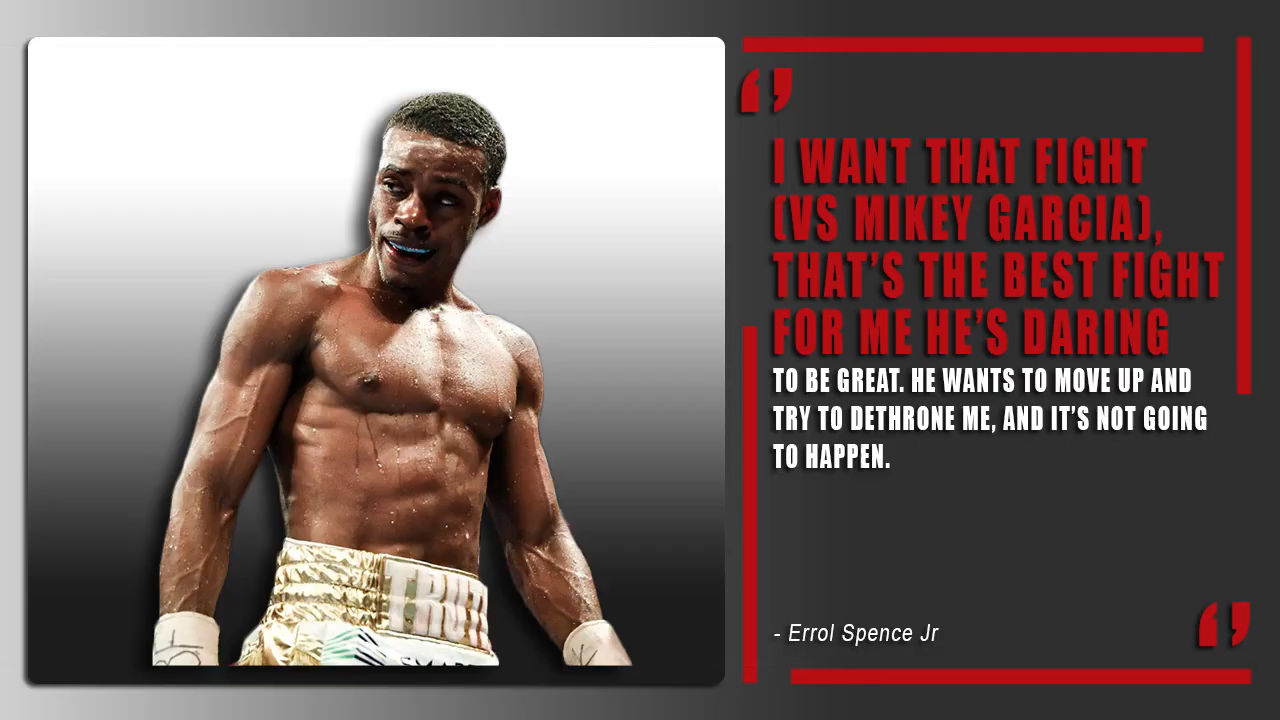 I WANT THAT FIGHT
(VS MIKEY GARCIA),
THAT'S THE BEST FIGHT
FOR ME HE'S DARING
TO BE GREAT. HE WANTS TO MOVE UP AND
TRY TO DETHRONE ME, AND IT'S NOT GOING
TO HAPPEN.
- Errol Spence Jr